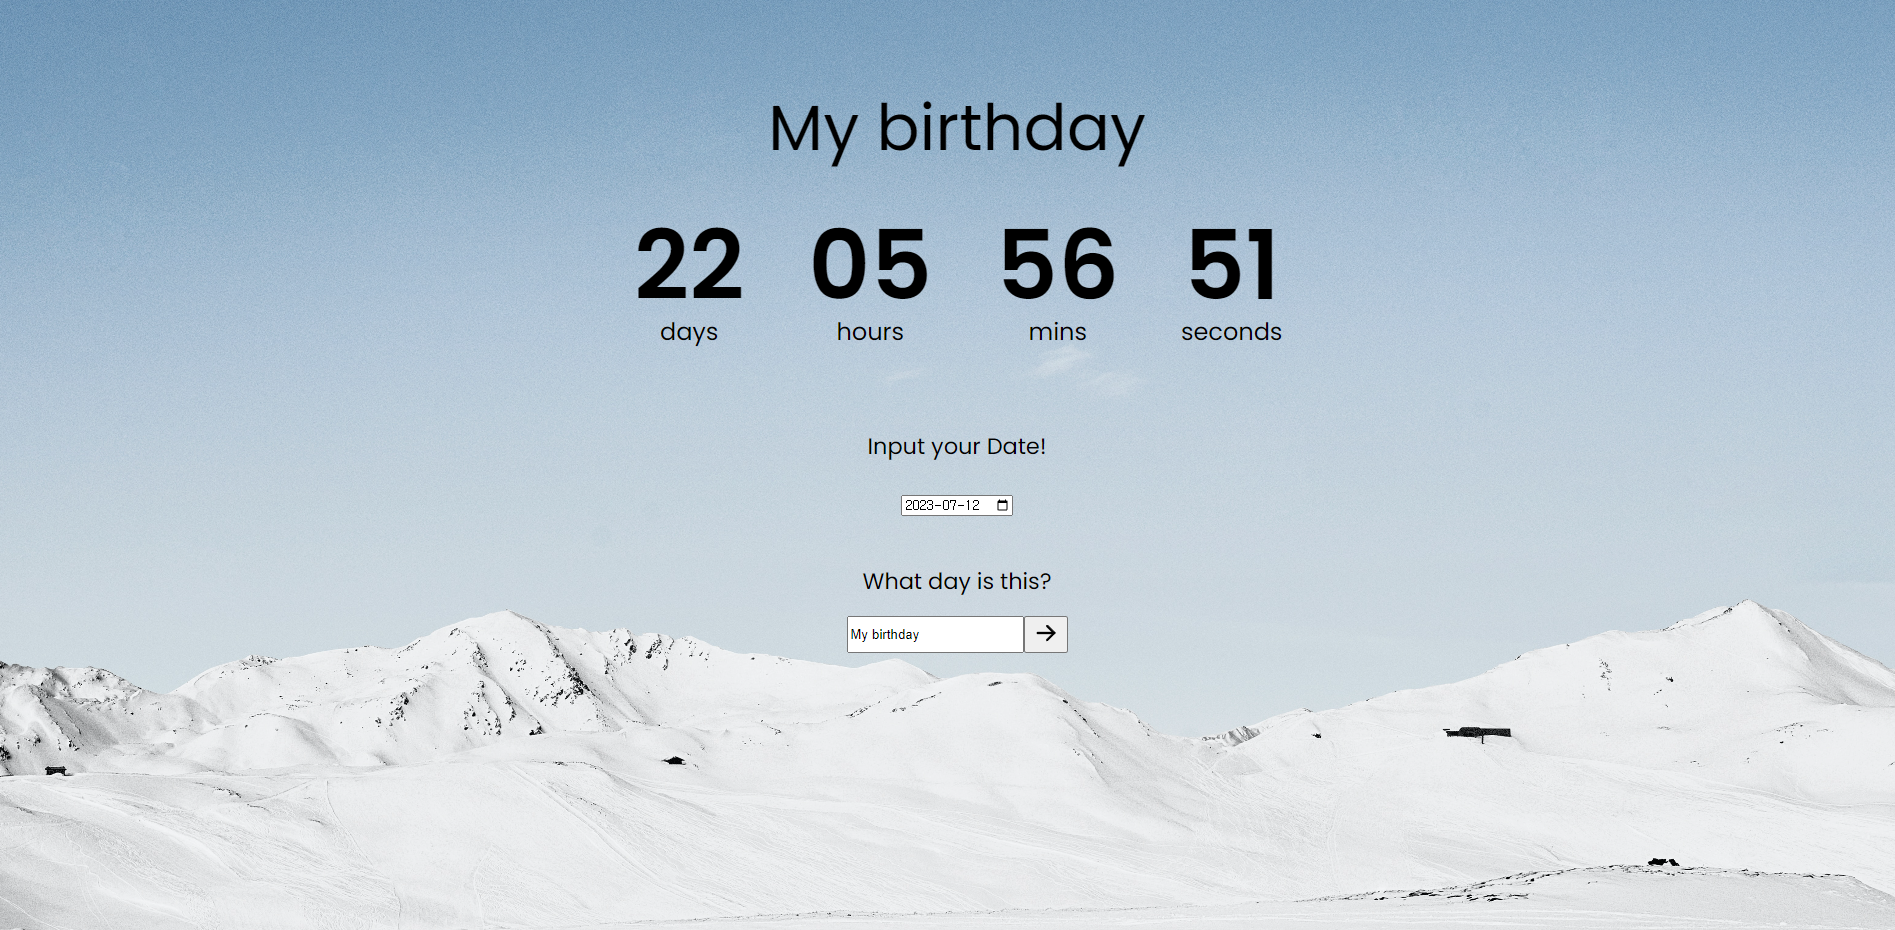 My birthday
22 05 56 51
days hours mins seconds
Input your Date!
2023-07-12
What day is this?
My birthday